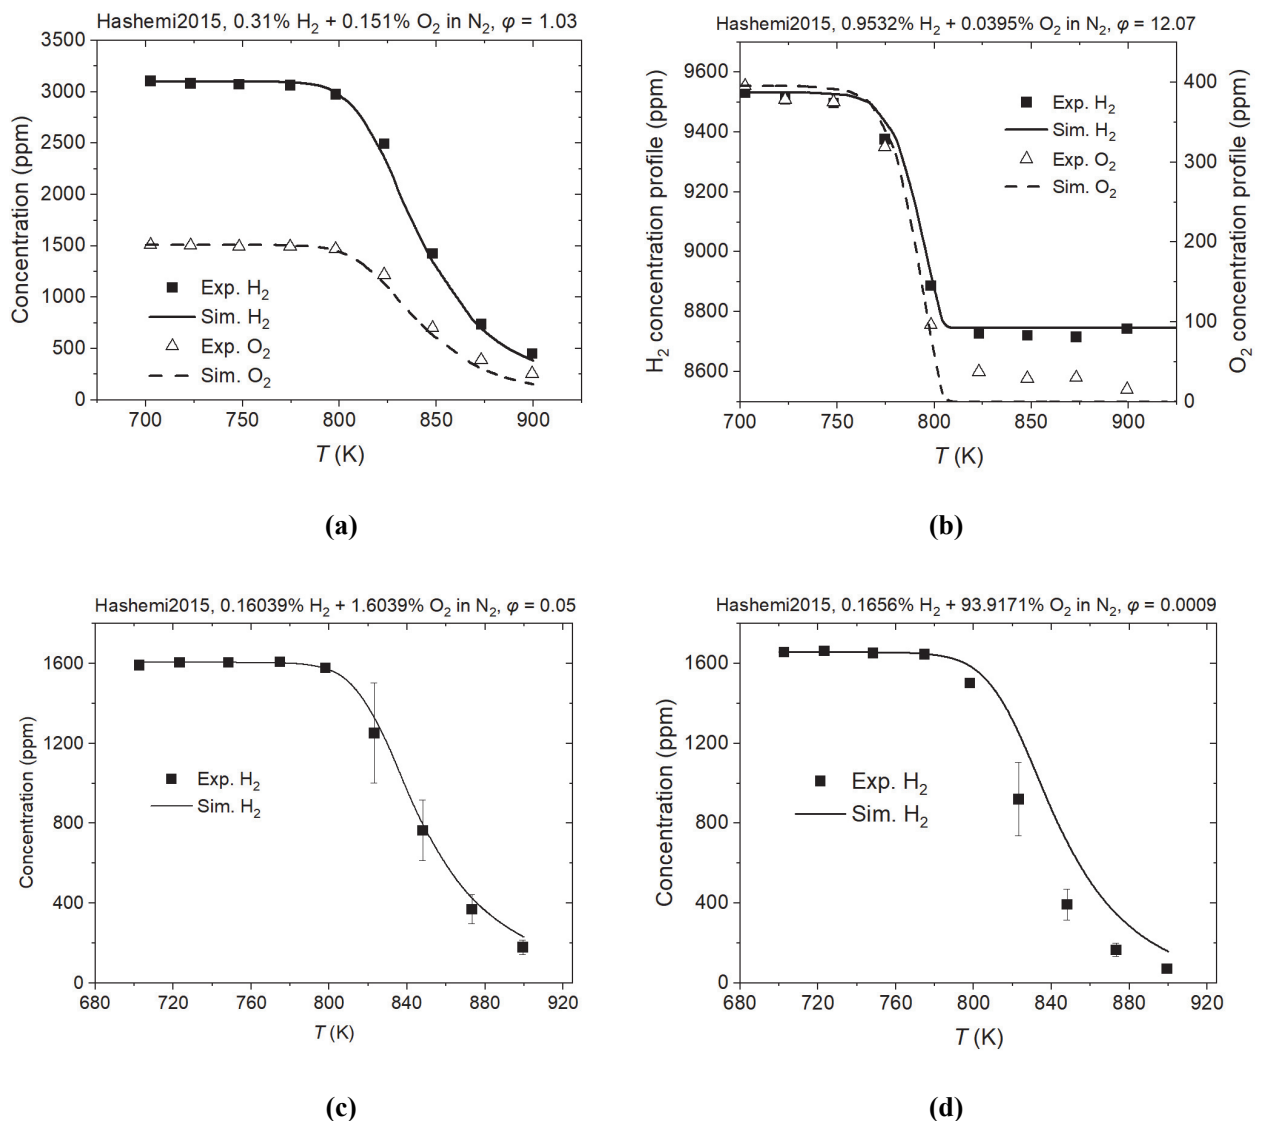 Hashemi2015, 0.31% H₂ + 0.151% O₂ in N₂, φ = 1.03
3500
3000
2500
2000
1500
1000
500
0
Concentration (ppm)
Exp. H₂
Sim. H₂
Exp. O₂
Sim. O₂
700 750 800 850 900
T (K)
(a)
Hashemi2015, 0.9532% H₂ + 0.0395% O₂ in N₂, φ = 12.07
9600
9400
9200
9000
8800
8600
H₂ concentration profile (ppm)
Exp. H₂
Sim. H₂
Exp. O₂
Sim. O₂
400
300
200
100
0
O₂ concentration profile (ppm)
700 750 800 850 900
T (K)
(b)
Hashemi2015, 0.16039% H₂ + 1.6039% O₂ in N₂, φ = 0.05
1600
1200
800
400
0
Concentration (ppm)
Exp. H₂
Sim. H₂
680 720 760 800 840 880 920
T (K)
(c)
Hashemi2015, 0.1656% H₂ + 93.9171% O₂ in N₂, φ = 0.0009
1600
1200
800
400
0
Concentration (ppm)
Exp. H₂
Sim. H₂
680 720 760 800 840 880 920
T (K)
(d)